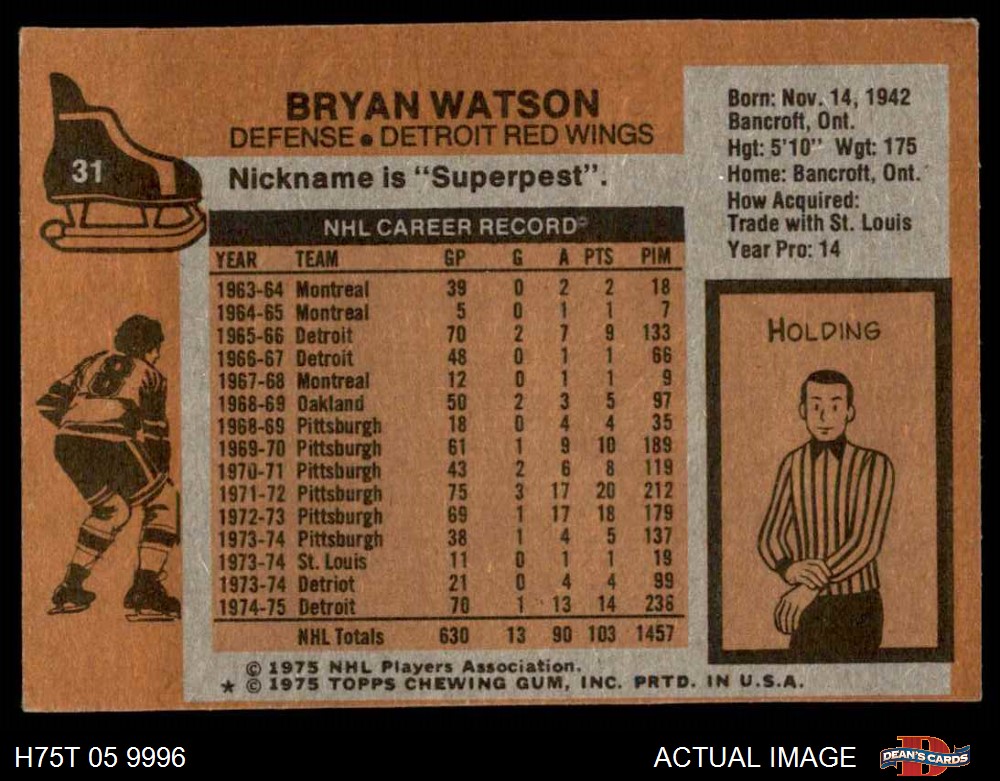 BRYAN WATSON
DEFENSE • DETROIT RED WINGS
31
Nickname is "Superpest".
NHL CAREER RECORD
YEAR TEAM GP G A PTS PIM
1963-64 Montreal 39 0 2 2 18
1964-65 Montreal 5 0 1 1 7
1965-66 Detroit 70 2 7 9 133
1966-67 Detroit 48 0 1 1 66
1967-68 Montreal 12 0 1 1 9
1968-69 Oakland 50 2 3 5 97
1968-69 Pittsburgh 18 0 4 4 35
1969-70 Pittsburgh 61 1 9 10 189
1970-71 Pittsburgh 43 2 6 8 119
1971-72 Pittsburgh 75 3 17 20 212
1972-73 Pittsburgh 69 1 17 18 179
1973-74 Pittsburgh 38 1 4 5 137
1973-74 St. Louis 11 0 1 1 19
1973-74 Detriot 21 0 4 4 99
1974-75 Detroit 70 1 13 14 238
NHL Totals 630 13 90 103 1457
© 1975 NHL Players Association.
★ © 1975 TOPPS CHEWING GUM, INC. PRTD. IN U.S.A.
Born: Nov. 14, 1942
Bancroft, Ont.
Hgt: 5'10" Wgt: 175
Home: Bancroft, Ont.
How Acquired:
Trade with St. Louis
Year Pro: 14
HOLDING
8
H75T 05 9996
ACTUAL IMAGE
DEAN'S CARDS